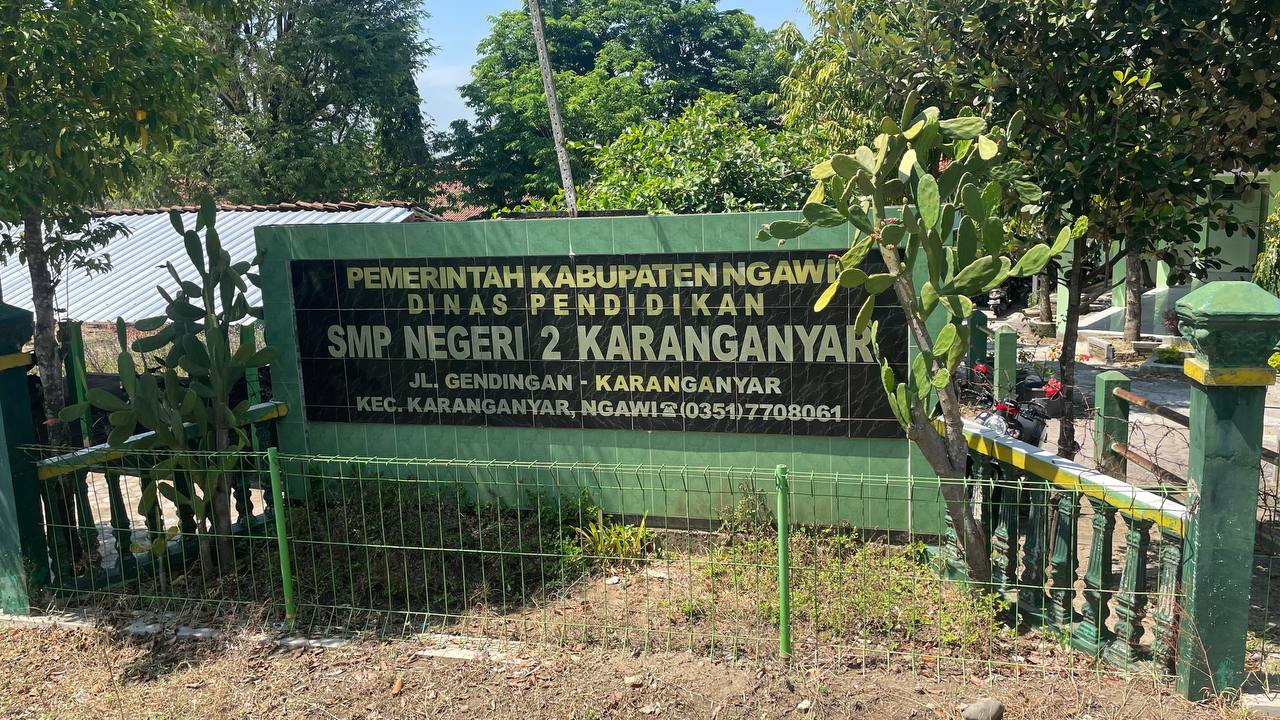 PEMERINTAH KABUPATEN NGAWI
DINAS PENDIDIKAN
SMP NEGERI 2 KARANGANYAR
JL. GENDINGAN - KARANGANYAR
KEC. KARANGANYAR, NGAWI☎(0351)7708061